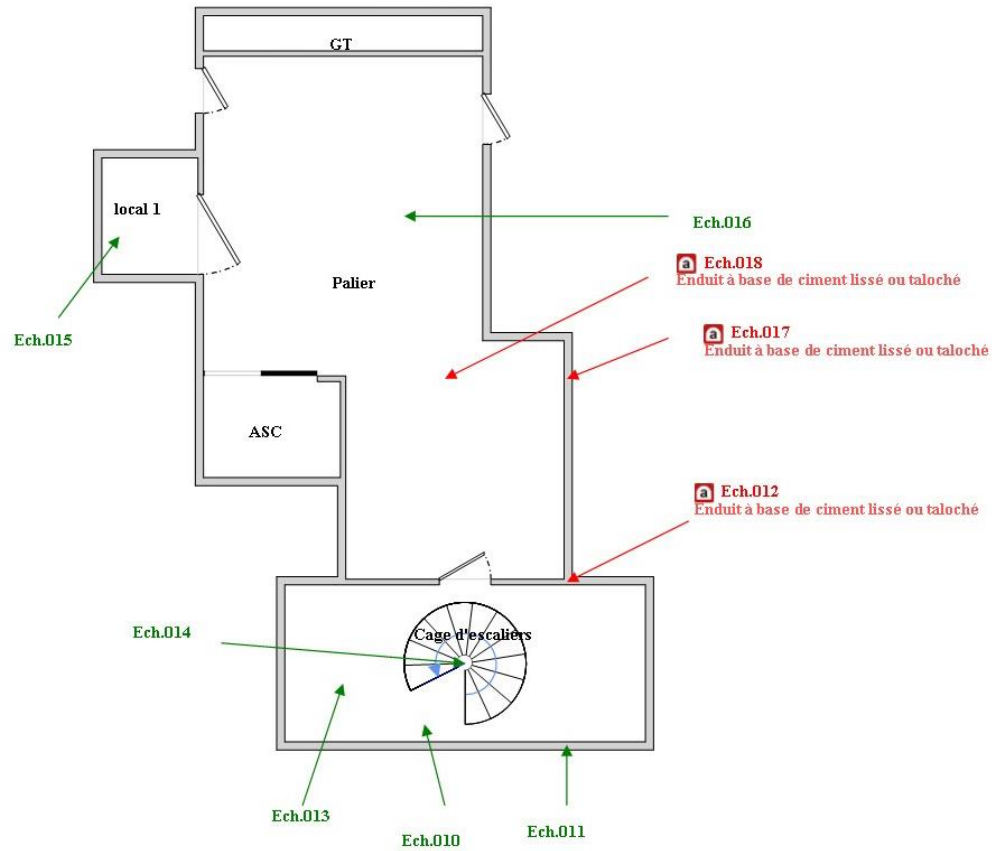 GT
local 1
Ech.016
a Ech.018
Enduit à base de ciment lissé ou taloché
Palier
Ech.015
a Ech.017
Enduit à base de ciment lissé ou taloché
ASC
a Ech.012
Enduit à base de ciment lissé ou taloché
Ech.014
Cage d'escaliers
Ech.013
Ech.010
Ech.011